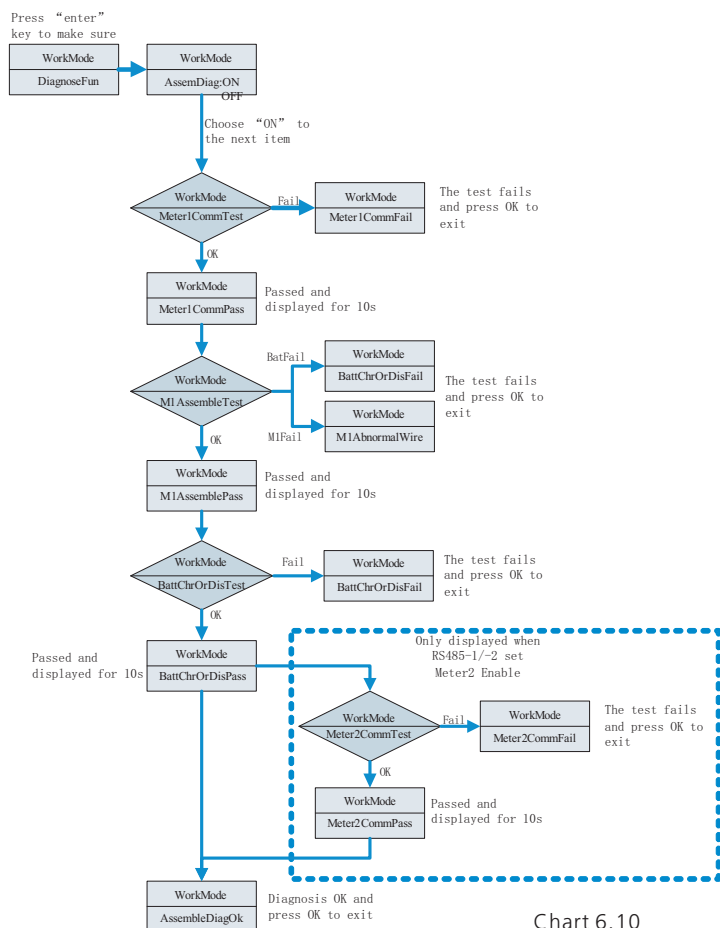 Press “enter”
key to make sure
WorkMode
DiagnoseFun
WorkMode
AssemDiag:ON
OFF
Choose “ON” to
the next item
WorkMode
Meter1CommTest
Fail
WorkMode
Meter1CommFail
The test fails
and press OK to
exit
OK
WorkMode
Meter1CommPass
Passed and
displayed for 10s
WorkMode
M1AssembleTest
BatFail
WorkMode
BattChrOrDisFail
M1Fail
WorkMode
M1AbnormalWire
The test fails
and press OK to
exit
OK
WorkMode
M1AssemblePass
Passed and
displayed for 10s
WorkMode
BattChrOrDisTest
Fail
WorkMode
BattChrOrDisFail
The test fails
and press OK to
exit
OK
Passed and
displayed for 10s
WorkMode
BattChrOrDisPass
Only displayed when
RS485-1/-2 set
Meter2 Enable
WorkMode
Meter2CommTest
Fail
WorkMode
Meter2CommFail
The test fails
and press OK to
exit
OK
WorkMode
Meter2CommPass
Passed and
displayed for 10s
WorkMode
AssembleDiagOk
Diagnosis OK and
press OK to exit
Chart 6.10